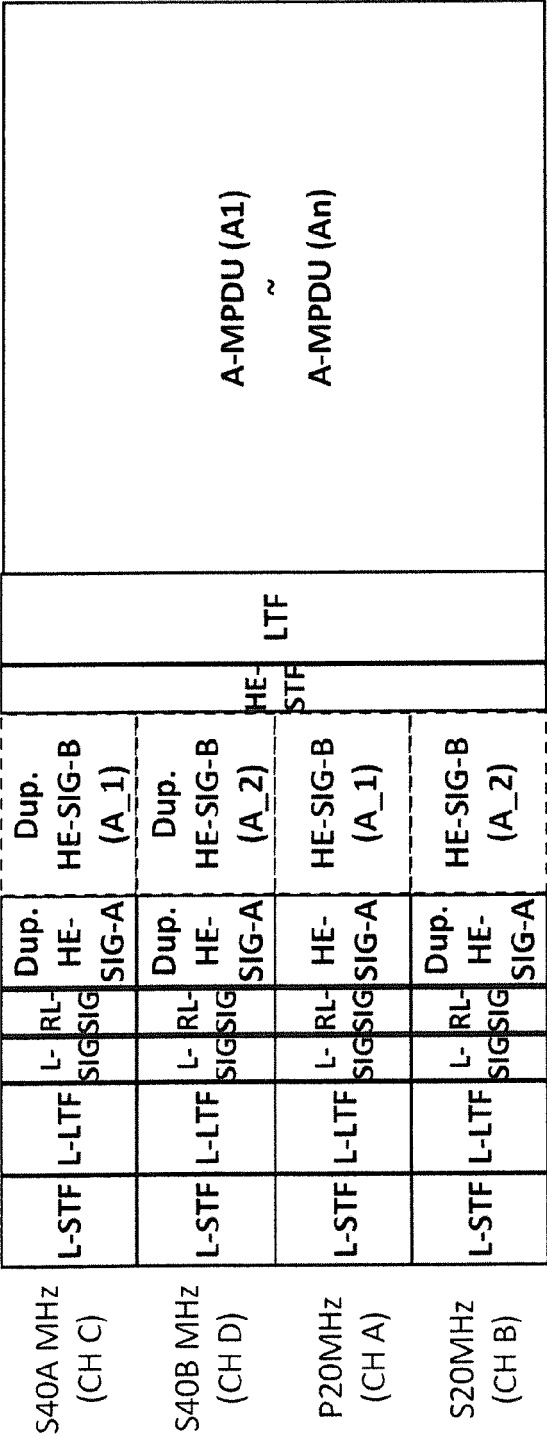 S40A MHz
(CH C)
L-STF
L-LTF
L-
SIG
RL-
SIG
Dup.
HE-
SIG-A
Dup.
HE-SIG-B
(A_1)
S40B MHz
(CH D)
L-STF
L-LTF
L-
SIG
RL-
SIG
Dup.
HE-
SIG-A
Dup.
HE-SIG-B
(A_2)
P20MHz
(CH A)
L-STF
L-LTF
L-
SIG
RL-
SIG
HE-
SIG-A
HE-SIG-B
(A_1)
S20MHz
(CH B)
L-STF
L-LTF
L-
SIG
RL-
SIG
Dup.
HE-
SIG-A
HE-SIG-B
(A_2)
HE-
STF
LTF
A-MPDU (A1)
~
A-MPDU (An)